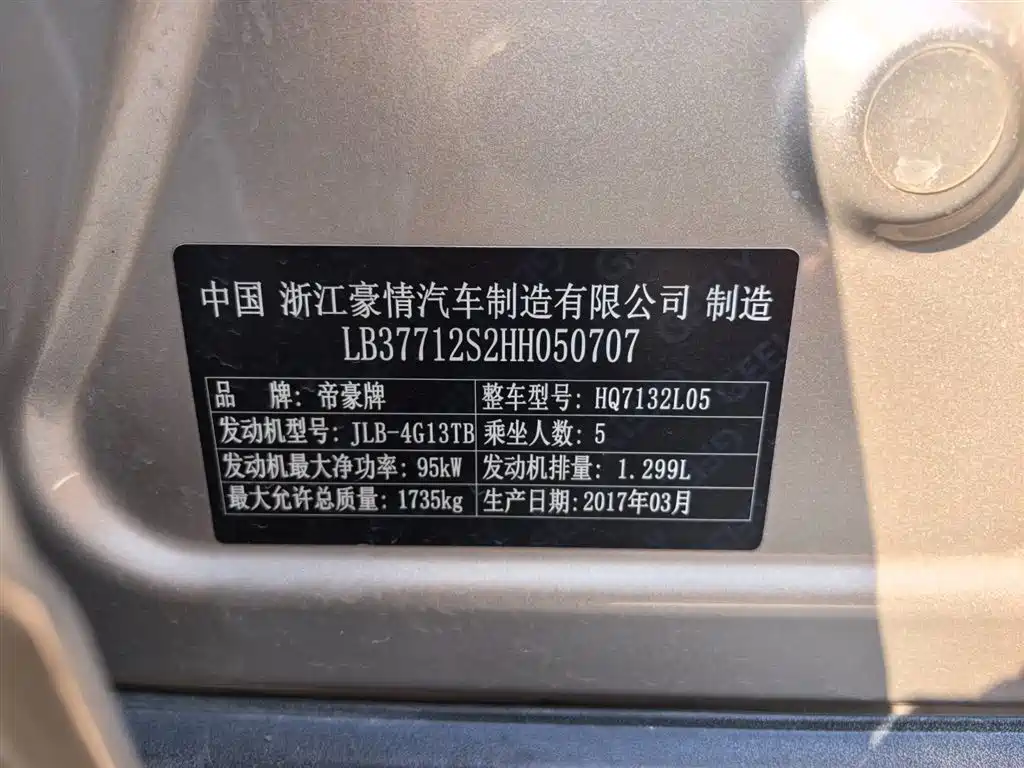 中国 浙江豪情汽车制造有限公司 制造
LB37712S2HH050707
品 牌: 帝豪牌 整车型号: HQ7132L05
发动机型号: JLB-4G13TB 乘坐人数: 5
发动机最大净功率: 95kW 发动机排量: 1.299L
最大允许总质量: 1735kg 生产日期: 2017年03月